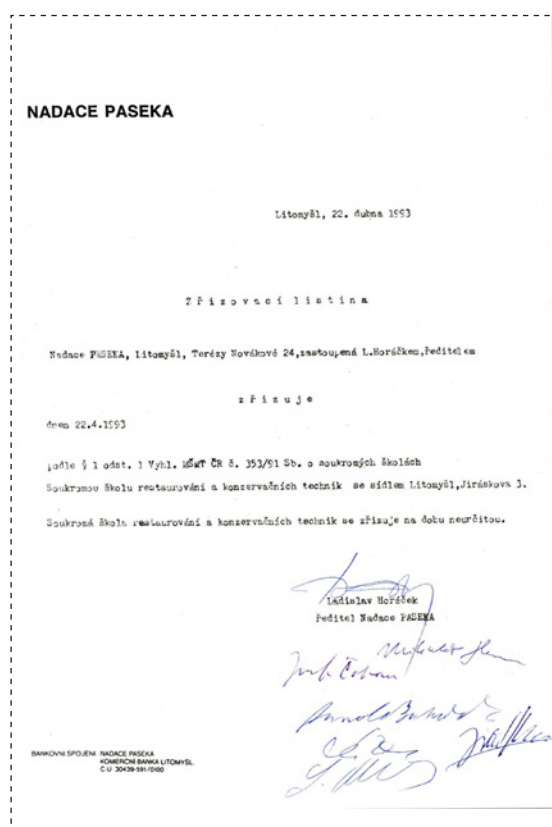 NADACE PASEKA
Litomyšl, 22. dubna 1993
Zřizovací listina
Nadace PASEKA, Litomyšl, Terézy Novákové 24,zastoupená L.Horáčkem,ředitelem
zřizuje
dnem 22.4.1993
podle § 1 odst. 1 Vyhl. MŠMT ČR č. 353/91 Sb. o soukromých školách
Soukromou školu restaurování a konzervačních technik se sídlem Litomyšl,Jiráskova 3.
Soukromá škola restaurování a konzervačních technik se zřizuje na dobu neurčitou.
Ladislav Horáček
ředitel Nadace PASEKA
BANKOVNÍ SPOJENÍ: NADACE PASEKA
KOMERČNÍ BANKA LITOMYŠL
Č.Ú. 30439-591/0100